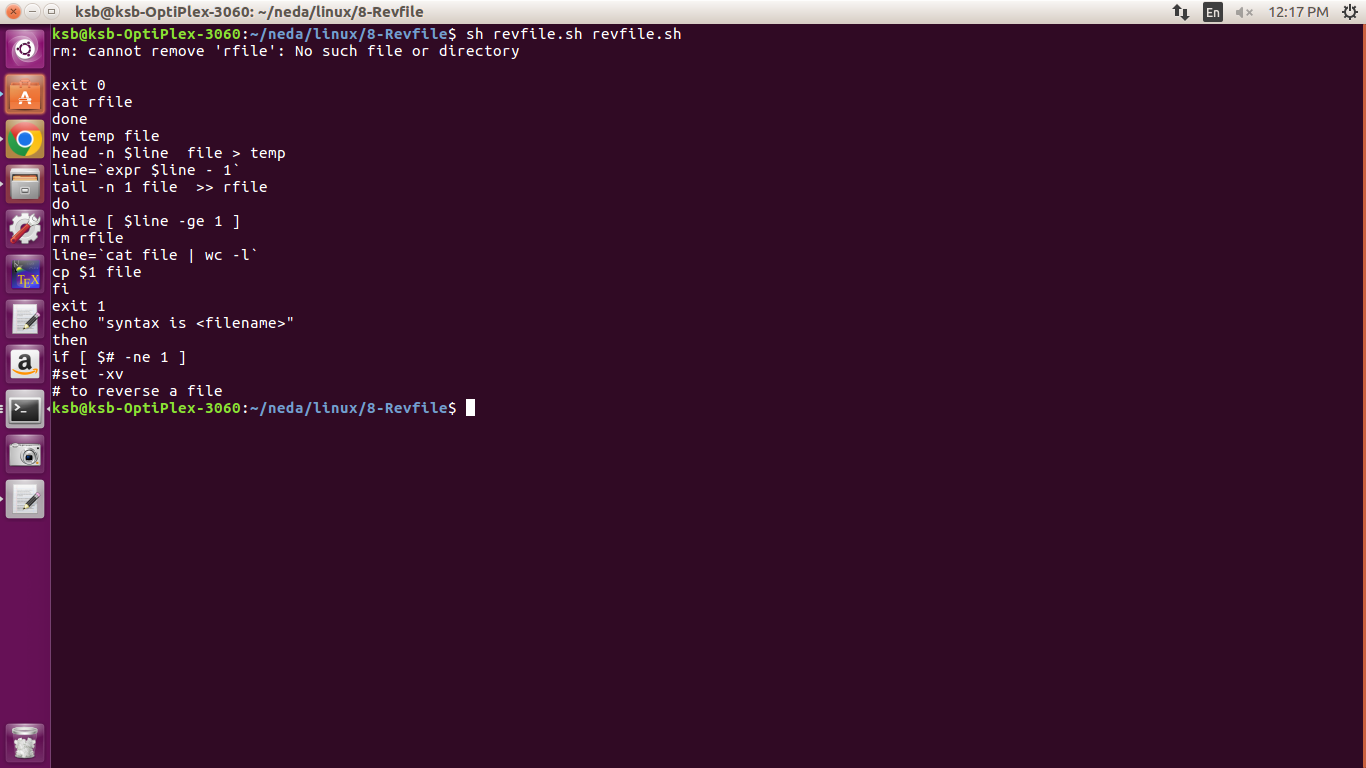 ksb@ksb-OptiPlex-3060: ~/neda/linux/8-Revfile
En
12:17 PM
ksb@ksb-OptiPlex-3060:~/neda/linux/8-Revfile$ sh revfile.sh revfile.sh
rm: cannot remove 'rfile': No such file or directory

exit 0
cat rfile
done
mv temp file
head -n $line  file > temp
line=`expr $line - 1`
tail -n 1 file  >> rfile
do
while [ $line -ge 1 ]
rm rfile
line=`cat file | wc -l`
cp $1 file
fi
exit 1
echo "syntax is <filename>"
then
if [ $# -ne 1 ]
#set -xv
# to reverse a file
ksb@ksb-OptiPlex-3060:~/neda/linux/8-Revfile$
A
TEX
a
>_